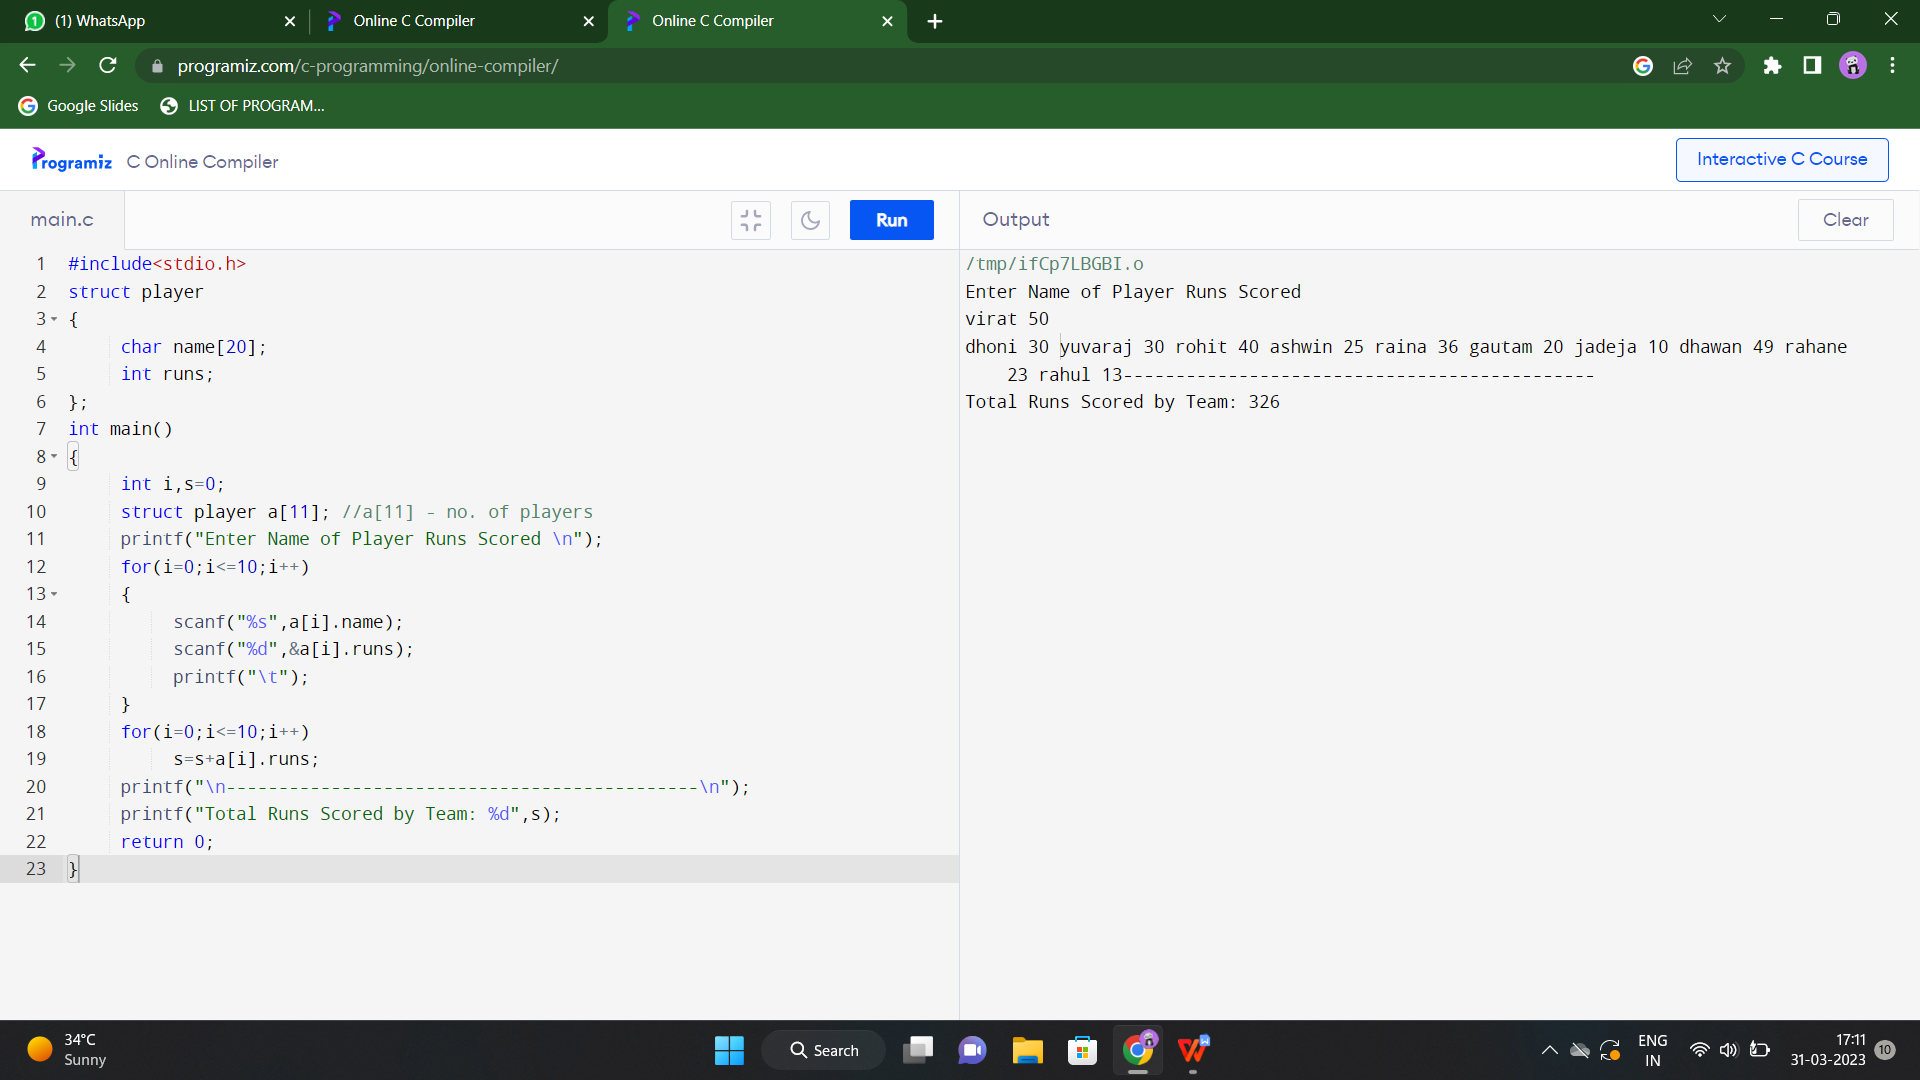 (1) WhatsApp
Online C Compiler
Online C Compiler
programiz.com/c-programming/online-compiler/
Google Slides
LIST OF PROGRAM...
Programiz C Online Compiler
Interactive C Course
main.c
Run
Output
Clear
1 #include<stdio.h>
2 struct player
3 {
4 char name[20];
5 int runs;
6 };
7 int main()
8 {
9 int i,s=0;
10 struct player a[11]; //a[11] - no. of players
11 printf("Enter Name of Player Runs Scored \n");
12 for(i=0;i<=10;i++)
13 {
14 scanf("%s",a[i].name);
15 scanf("%d",&a[i].runs);
16 printf("\t");
17 }
18 for(i=0;i<=10;i++)
19 s=s+a[i].runs;
20 printf("\n---------------------------------------------\n");
21 printf("Total Runs Scored by Team: %d",s);
22 return 0;
23 }
/tmp/ifCp7LBGBI.o
Enter Name of Player Runs Scored
virat 50
dhoni 30 yuvaraj 30 rohit 40 ashwin 25 raina 36 gautam 20 jadeja 10 dhawan 49 rahane
23 rahul 13---------------------------------------------
Total Runs Scored by Team: 326
34°C
Sunny
Search
ENG
IN
17:11
31-03-2023
10